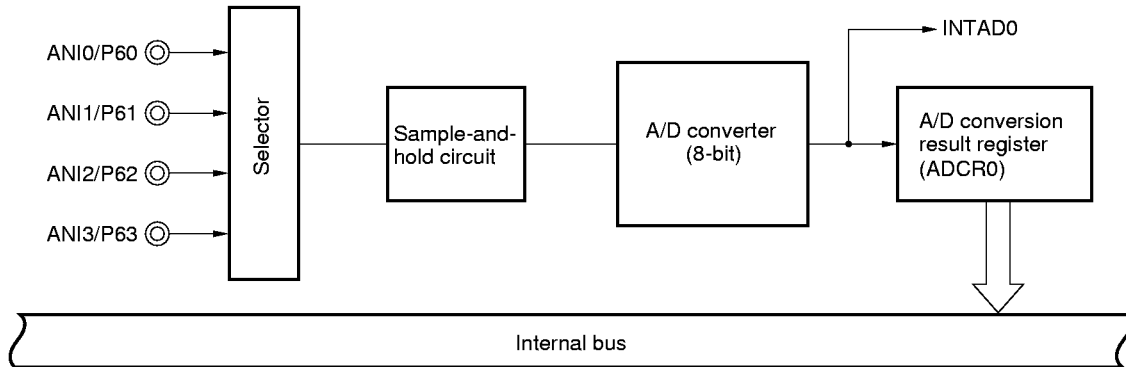 INTAD0
ANI0/P60
ANI1/P61
ANI2/P62
ANI3/P63
Selector
Sample-and-
hold circuit
A/D converter
(8-bit)
A/D conversion
result register
(ADCR0)
Internal bus